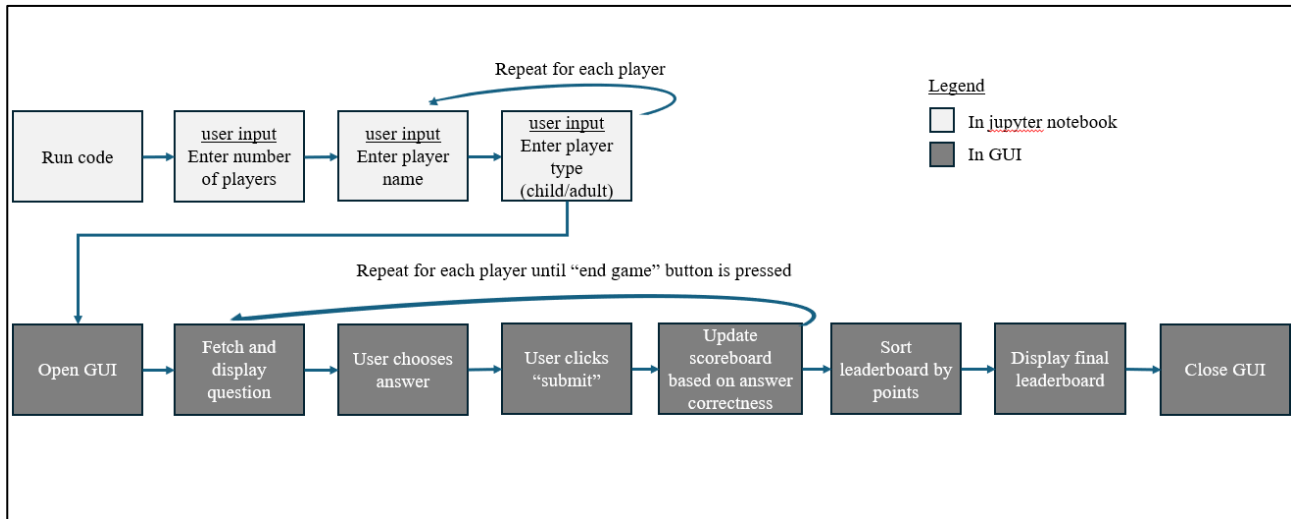 Repeat for each player
Legend
In jupyter notebook
In GUI
Run code
user input
Enter number
of players
user input
Enter player
name
user input
Enter player
type
(child/adult)
Repeat for each player until “end game” button is pressed
Open GUI
Fetch and
display
question
User chooses
answer
User clicks
“submit”
Update
scoreboard
based on answer
correctness
Sort
leaderboard by
points
Display final
leaderboard
Close GUI